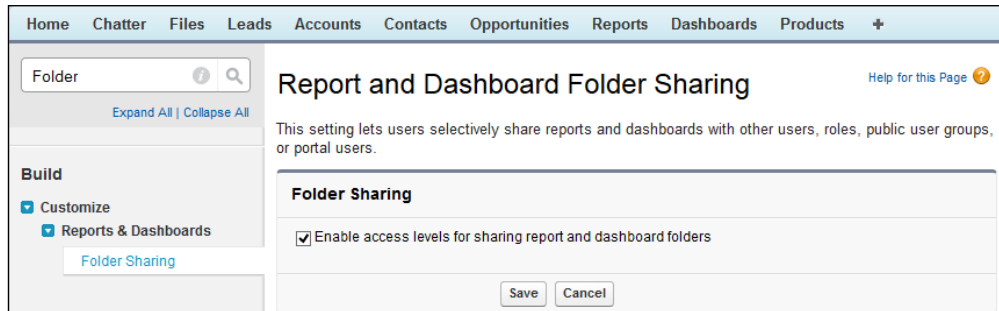 Home Chatter Files Leads Accounts Contacts Opportunities Reports Dashboards Products +
Folder
Expand All | Collapse All
Build
Customize
Reports & Dashboards
Folder Sharing
Report and Dashboard Folder Sharing
Help for this Page ?
This setting lets users selectively share reports and dashboards with other users, roles, public user groups,
or portal users.
Folder Sharing
Enable access levels for sharing report and dashboard folders
Save Cancel